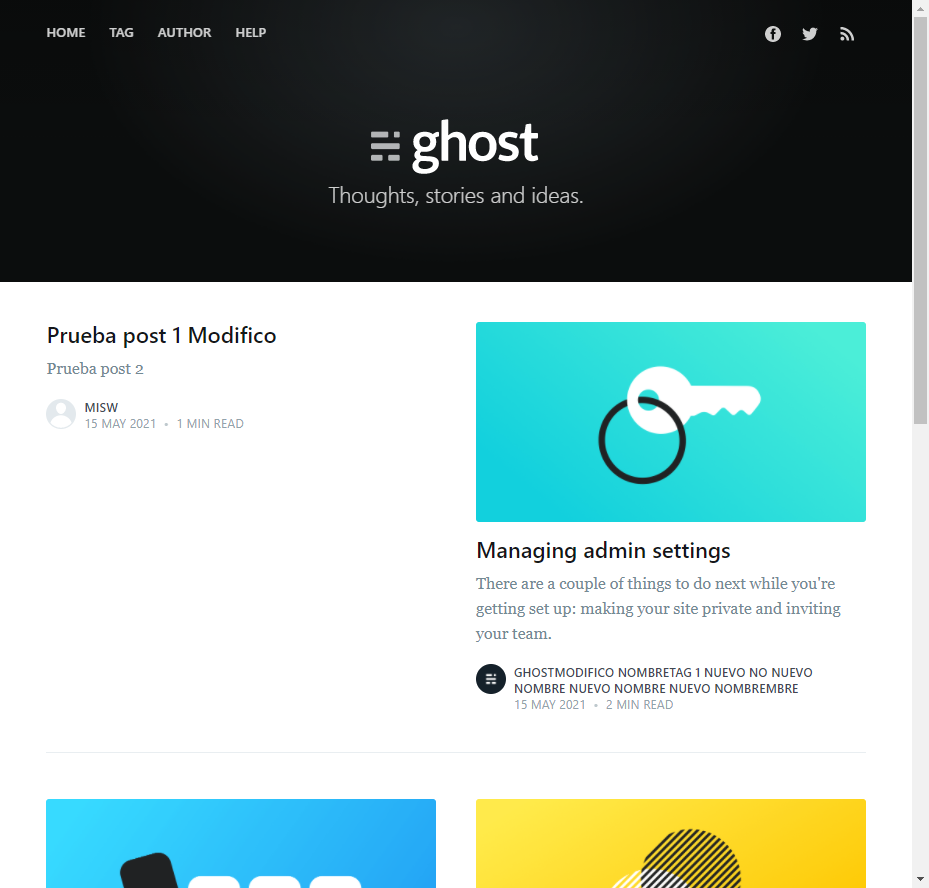 HOME TAG AUTHOR HELP
ghost
Thoughts, stories and ideas.
Prueba post 1 Modifico
Prueba post 2
MISW
15 MAY 2021 • 1 MIN READ
Managing admin settings
There are a couple of things to do next while you're
getting set up: making your site private and inviting
your team.
GHOSTMODIFICO NOMBRETAG 1 NUEVO NO NUEVO
NOMBRE NUEVO NOMBRE NUEVO NOMBREMBRE
15 MAY 2021 • 2 MIN READ